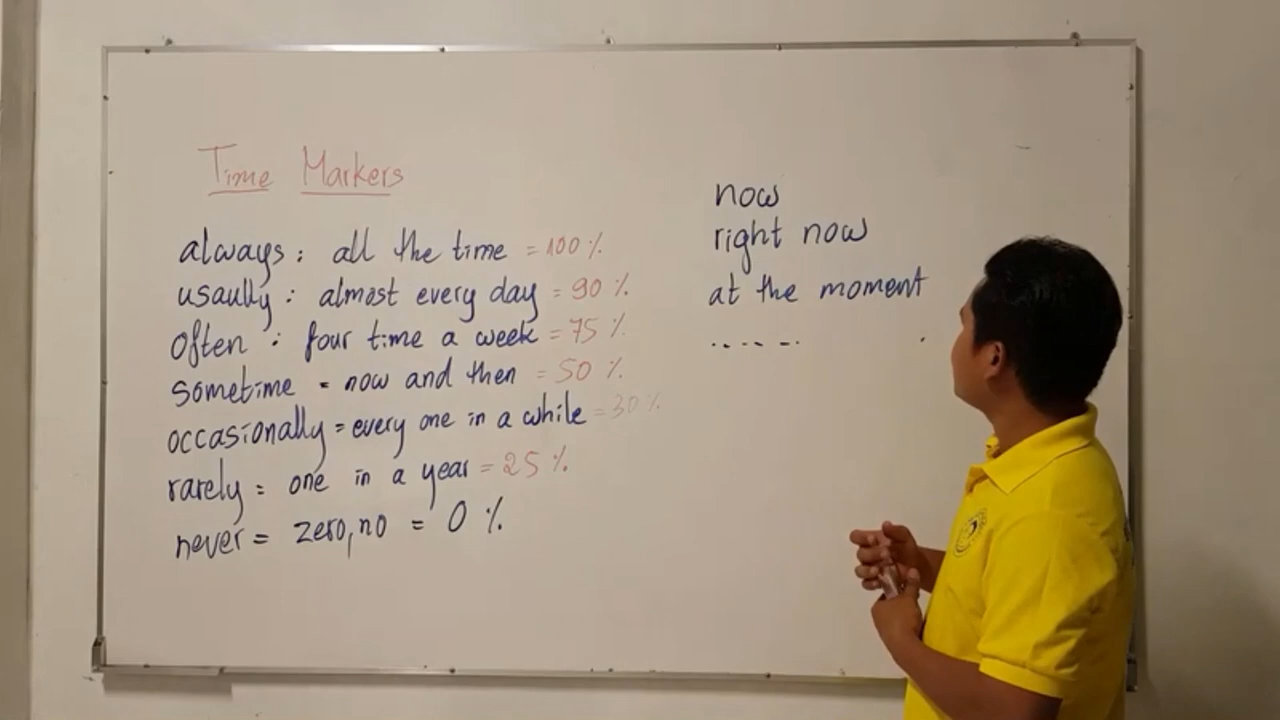 Time Markers
always : all the time = 100 %
usaully : almost every day = 90 %
often : four time a week = 75 %
sometime = now and then = 50 %
occasionally = every one in a while = 30 %
rarely = one in a year = 25 %
never = zero, no = 0 %
now
right now
at the moment
. . . . . .